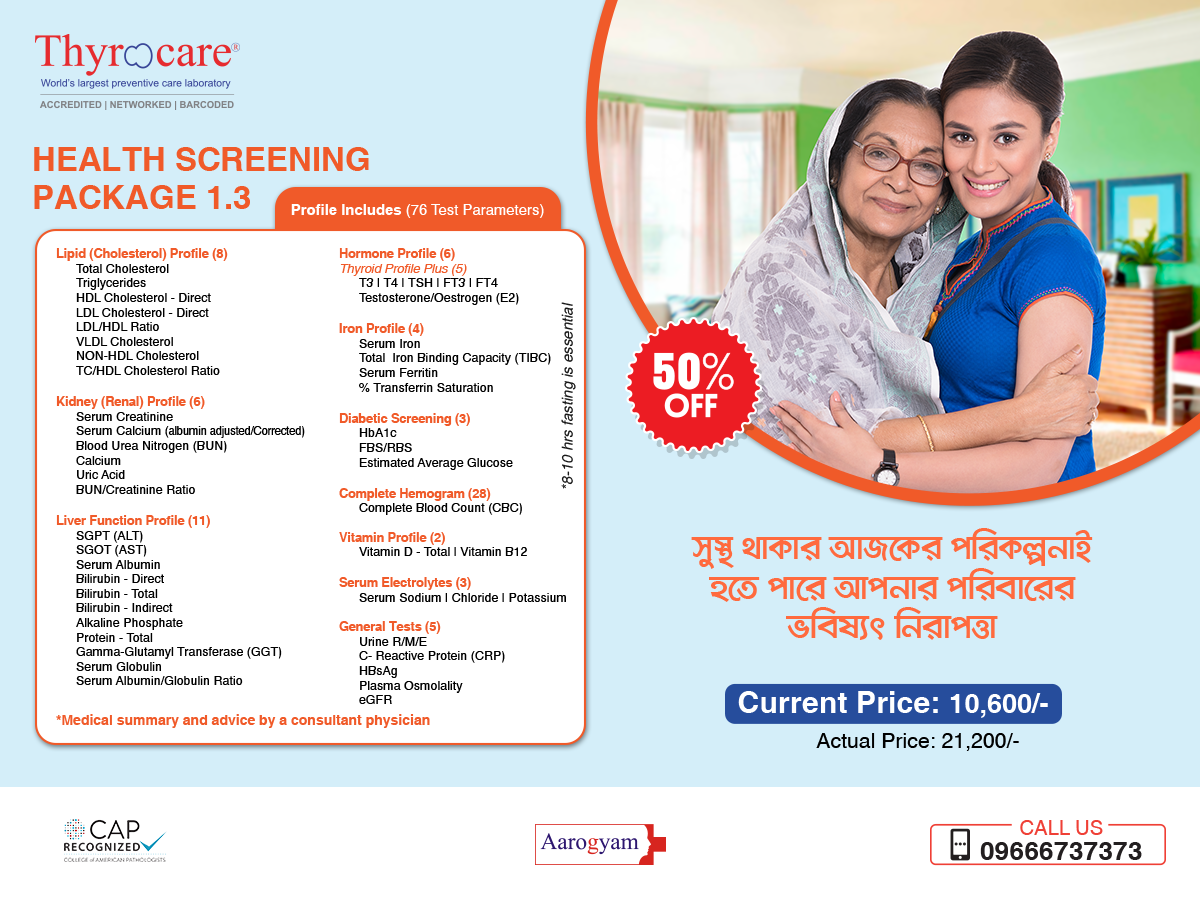 Thyrocare®
World's largest preventive care laboratory
ACCREDITED | NETWORKED | BARCODED
HEALTH SCREENING
PACKAGE 1.3
Profile Includes (76 Test Parameters)
Lipid (Cholesterol) Profile (8)
Total Cholesterol
Triglycerides
HDL Cholesterol - Direct
LDL Cholesterol - Direct
LDL/HDL Ratio
VLDL Cholesterol
NON-HDL Cholesterol
TC/HDL Cholesterol Ratio
Kidney (Renal) Profile (6)
Serum Creatinine
Serum Calcium (albumin adjusted/Corrected)
Blood Urea Nitrogen (BUN)
Calcium
Uric Acid
BUN/Creatinine Ratio
Liver Function Profile (11)
SGPT (ALT)
SGOT (AST)
Serum Albumin
Bilirubin - Direct
Bilirubin - Total
Bilirubin - Indirect
Alkaline Phosphate
Protein - Total
Gamma-Glutamyl Transferase (GGT)
Serum Globulin
Serum Albumin/Globulin Ratio
Hormone Profile (6)
Thyroid Profile Plus (5)
T3 | T4 | TSH | FT3 | FT4
Testosterone/Oestrogen (E2)
Iron Profile (4)
Serum Iron
Total Iron Binding Capacity (TIBC)
Serum Ferritin
% Transferrin Saturation
Diabetic Screening (3)
HbA1c
FBS/RBS
Estimated Average Glucose
Complete Hemogram (28)
Complete Blood Count (CBC)
Vitamin Profile (2)
Vitamin D - Total | Vitamin B12
Serum Electrolytes (3)
Serum Sodium | Chloride | Potassium
General Tests (5)
Urine R/M/E
C- Reactive Protein (CRP)
HBsAg
Plasma Osmolality
eGFR
*8-10 hrs fasting is essential
*Medical summary and advice by a consultant physician
50%
OFF
সুস্থ থাকার আজকের পরিকল্পনাই
হতে পারে আপনার পরিবারের
ভবিষ্যৎ নিরাপত্তা
Current Price: 10,600/-
Actual Price: 21,200/-
CAP
RECOGNIZED
COLLEGE of AMERICAN PATHOLOGISTS
Aarogyam
CALL US
09666737373